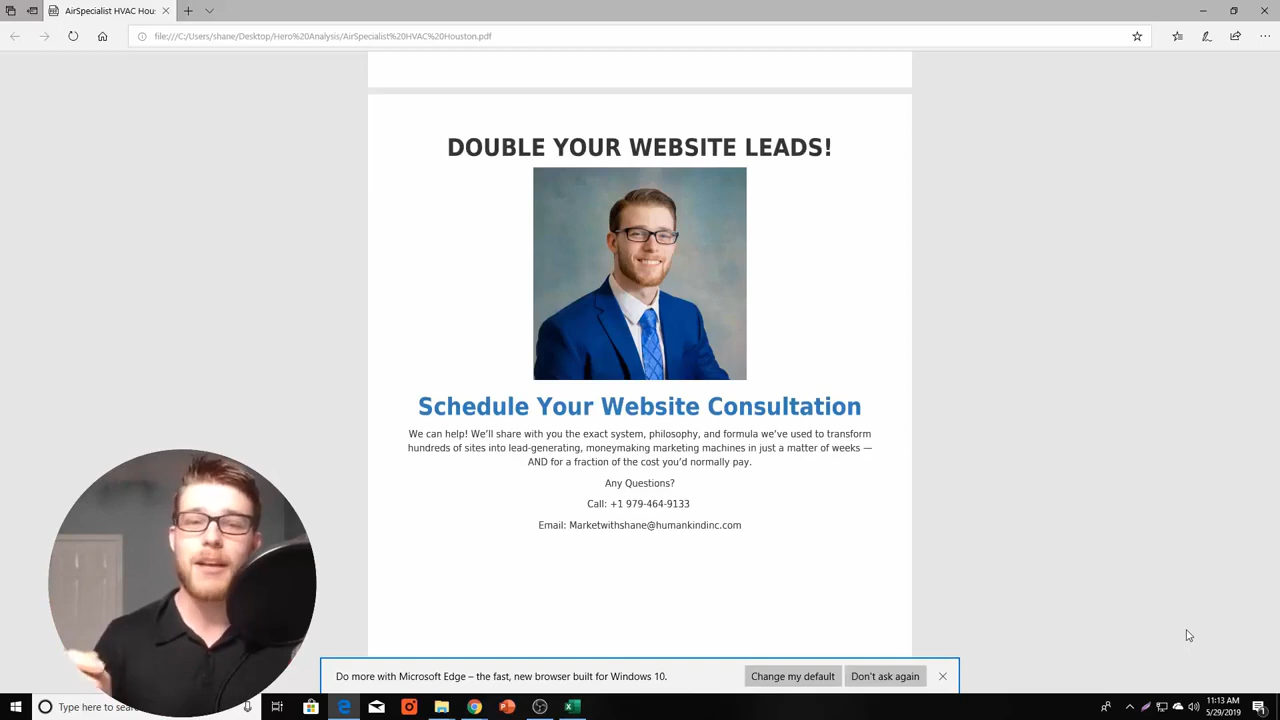 AirSpecialist HVAC Hou
file:///C:/Users/shane/Desktop/Hero%20Analysis/AirSpecialist%20HVAC%20Houston.pdf
DOUBLE YOUR WEBSITE LEADS!
Schedule Your Website Consultation
We can help! We’ll share with you the exact system, philosophy, and formula we’ve used to transform
hundreds of sites into lead-generating, moneymaking marketing machines in just a matter of weeks —
AND for a fraction of the cost you’d normally pay.
Any Questions?
Call: +1 979-464-9133
Email: Marketwithshane@humankindinc.com
Do more with Microsoft Edge – the fast, new browser built for Windows 10.
Change my default
Don't ask again
Type here to sear
11:13 AM
5/29/2019